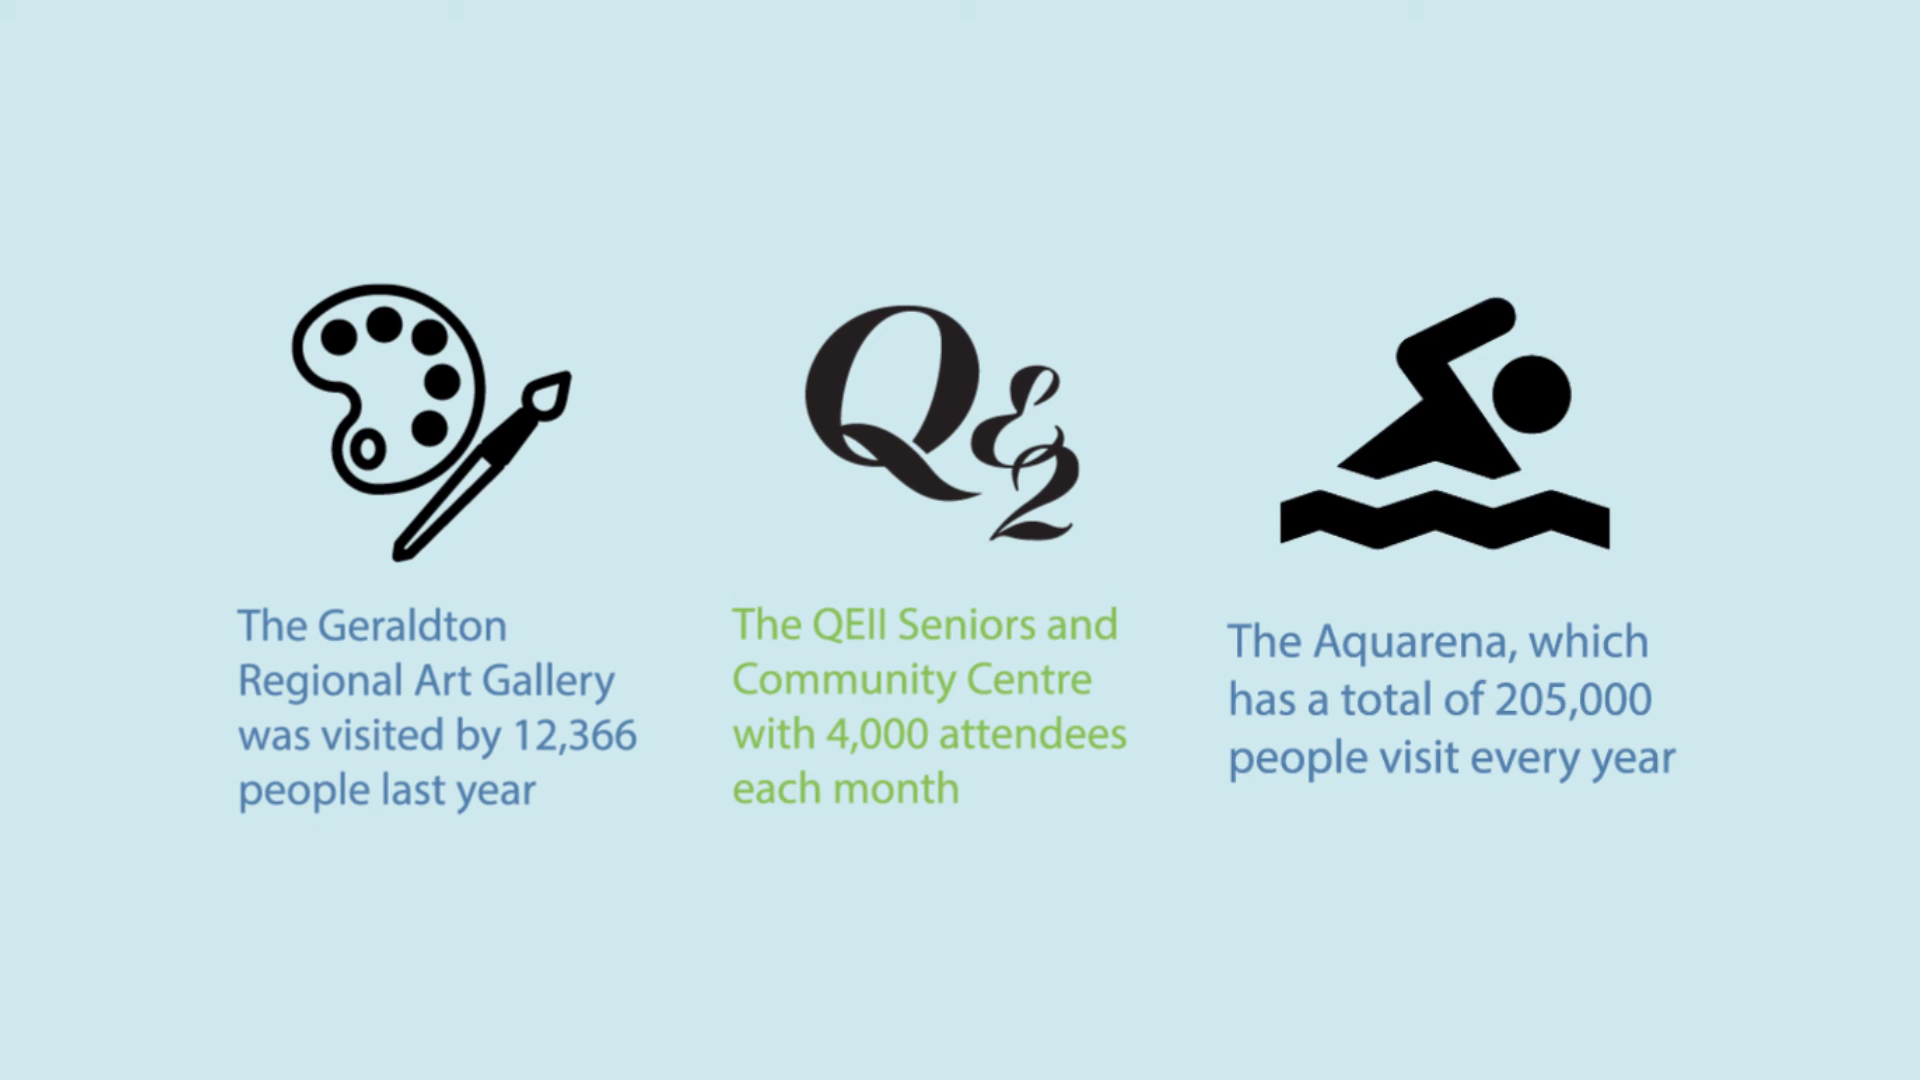 QE2
The Geraldton
Regional Art Gallery
was visited by 12,366
people last year
The QEII Seniors and
Community Centre
with 4,000 attendees
each month
The Aquarena, which
has a total of 205,000
people visit every year